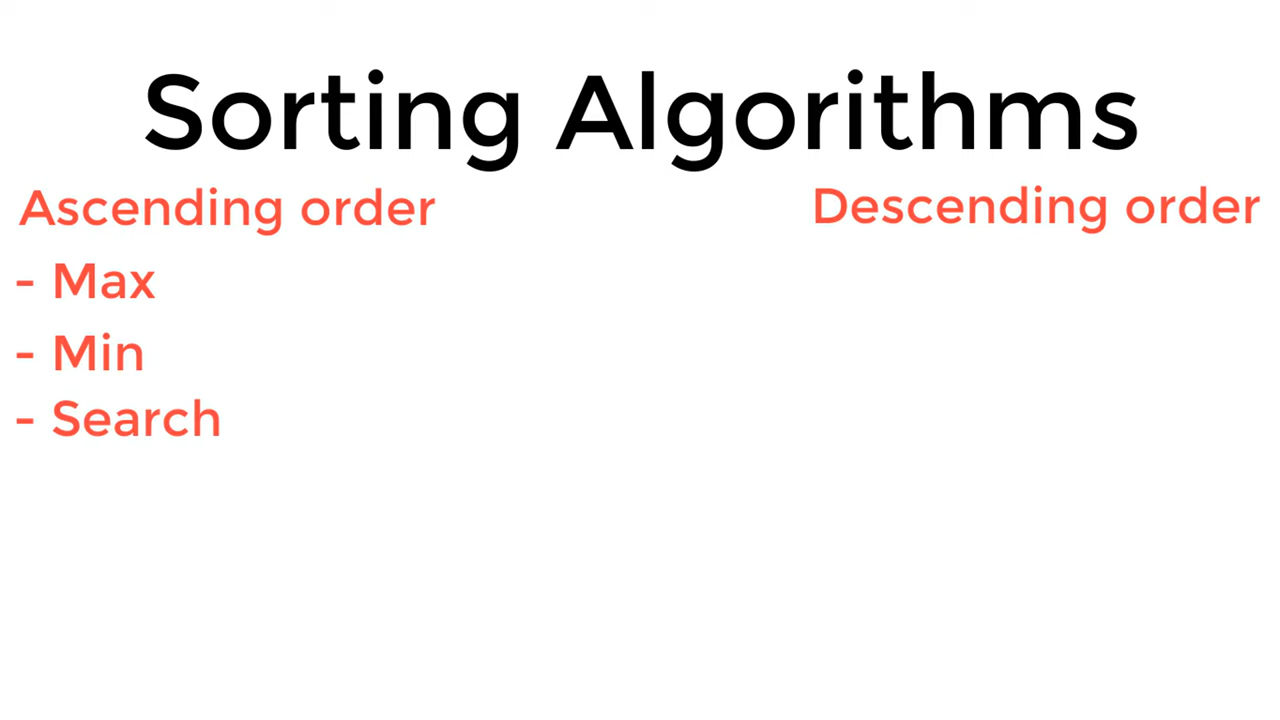 Sorting Algorithms
Ascending order
Descending order
- Max
- Min
- Search